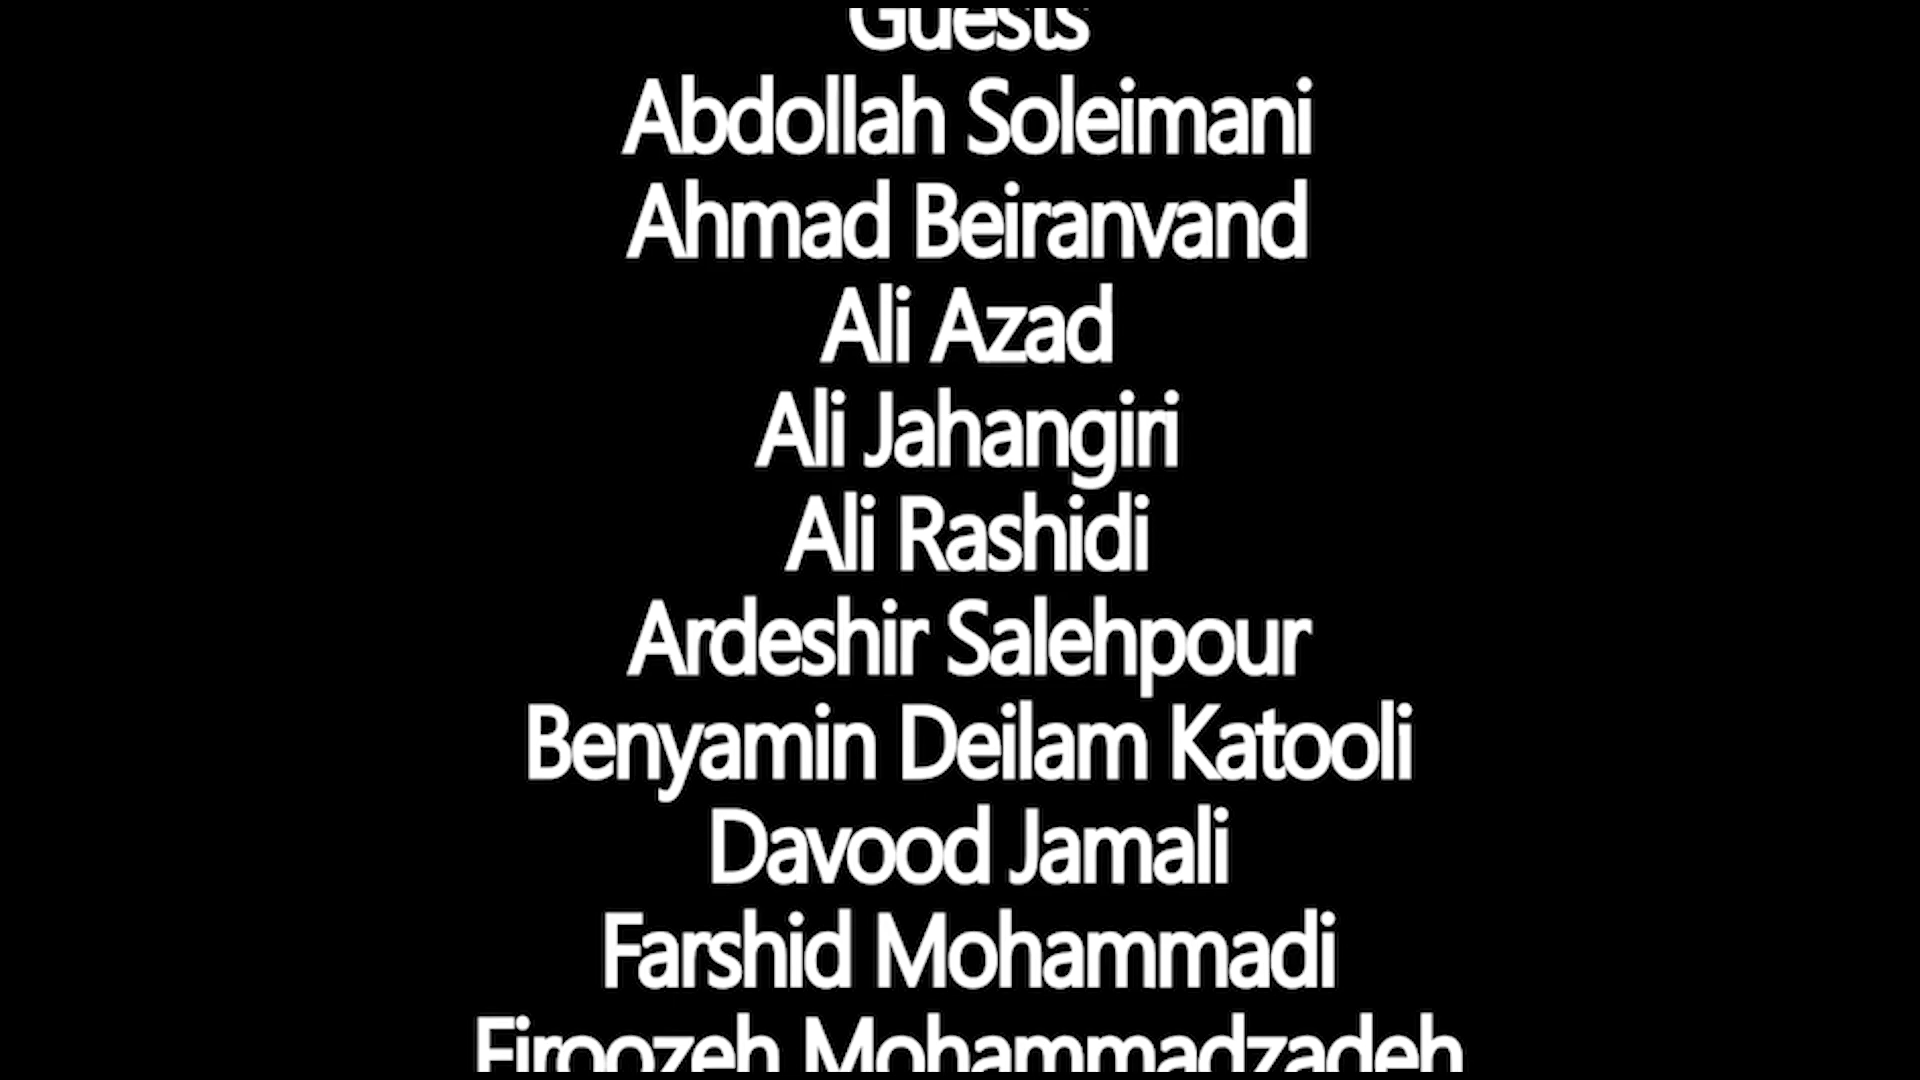 Guests
Abdollah Soleimani
Ahmad Beiranvand
Ali Azad
Ali Jahangiri
Ali Rashidi
Ardeshir Salehpour
Benyamin Deilam Katooli
Davood Jamali
Farshid Mohammadi
Firoozeh Mohammadzadeh